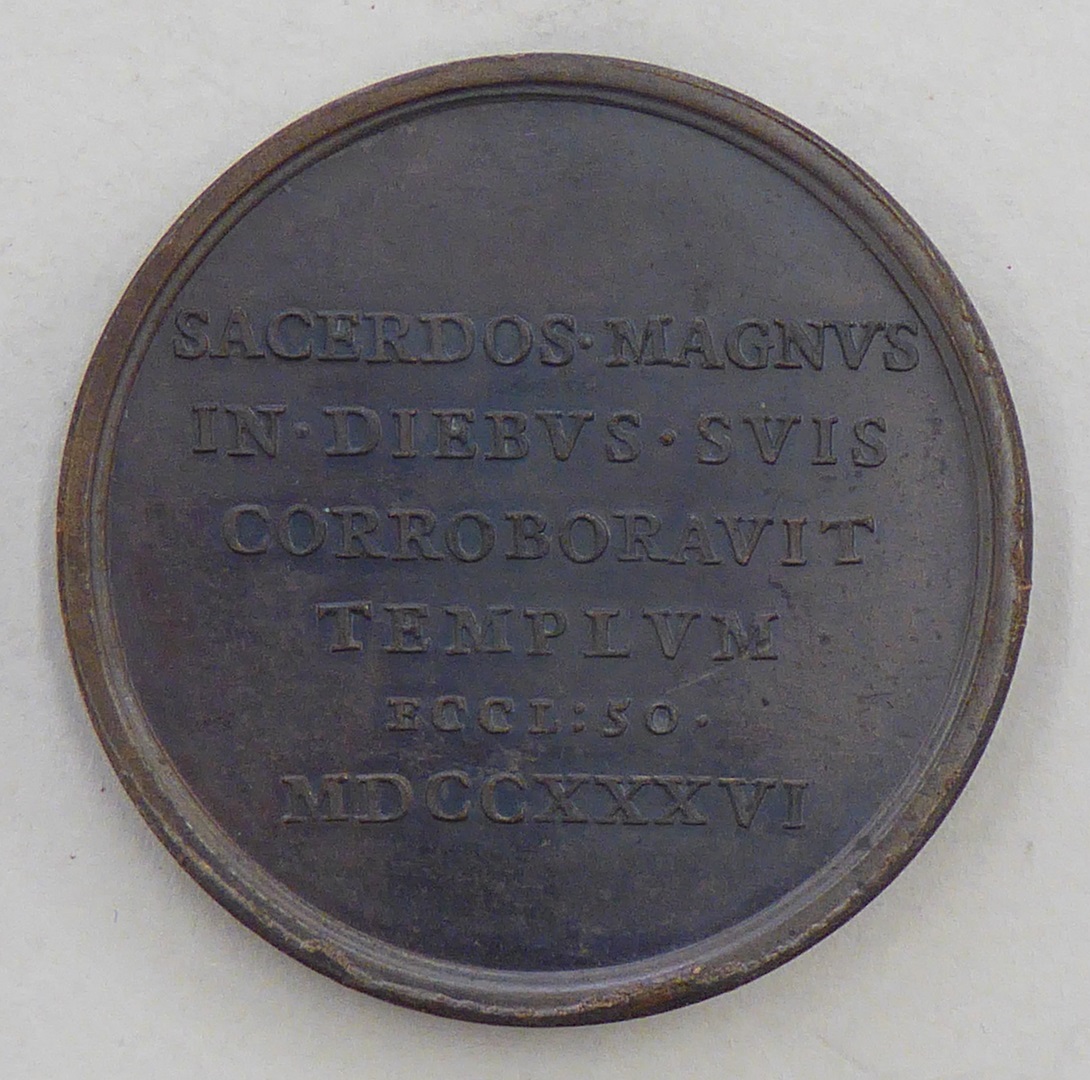 SACERDOS·MAGNVS
IN·DIEBVS·SVIS
CORROBORAVIT
TEMPLVM
ECCL:50.
MDCCXXXVI